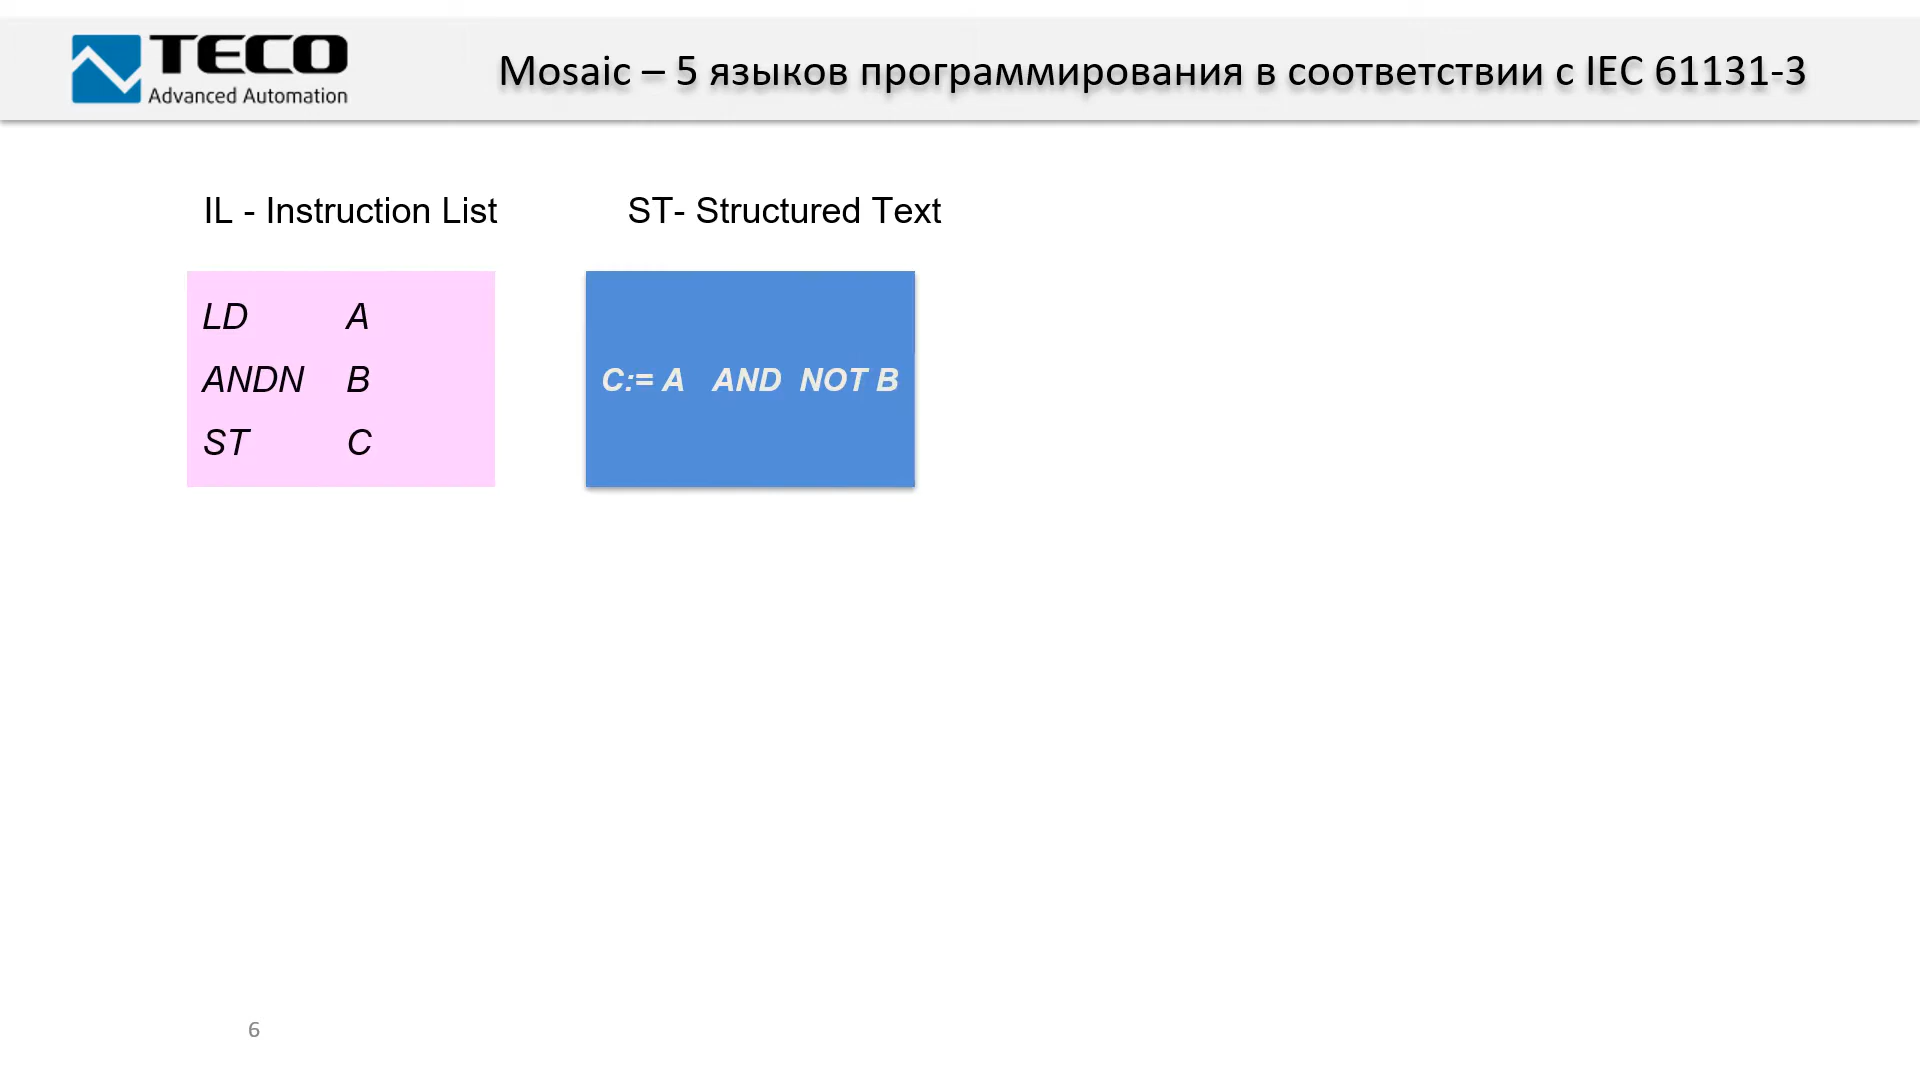 TECO
Advanced Automation
Mosaic – 5 языков программирования в соответствии с IEC 61131-3
IL - Instruction List
ST- Structured Text
LD A
ANDN B
ST C
C:= A AND NOT B
6